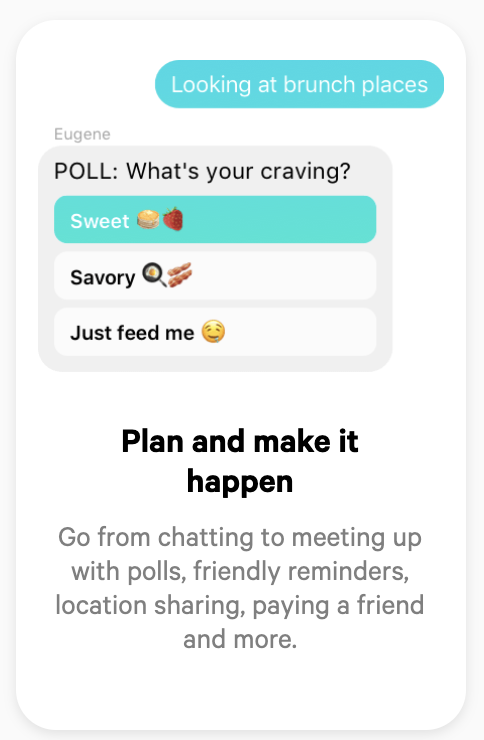 Looking at brunch places
Eugene
POLL: What's your craving?
Sweet 🥞🍓
Savory 🍳🥓
Just feed me 🤤
Plan and make it
happen
Go from chatting to meeting up
with polls, friendly reminders,
location sharing, paying a friend
and more.